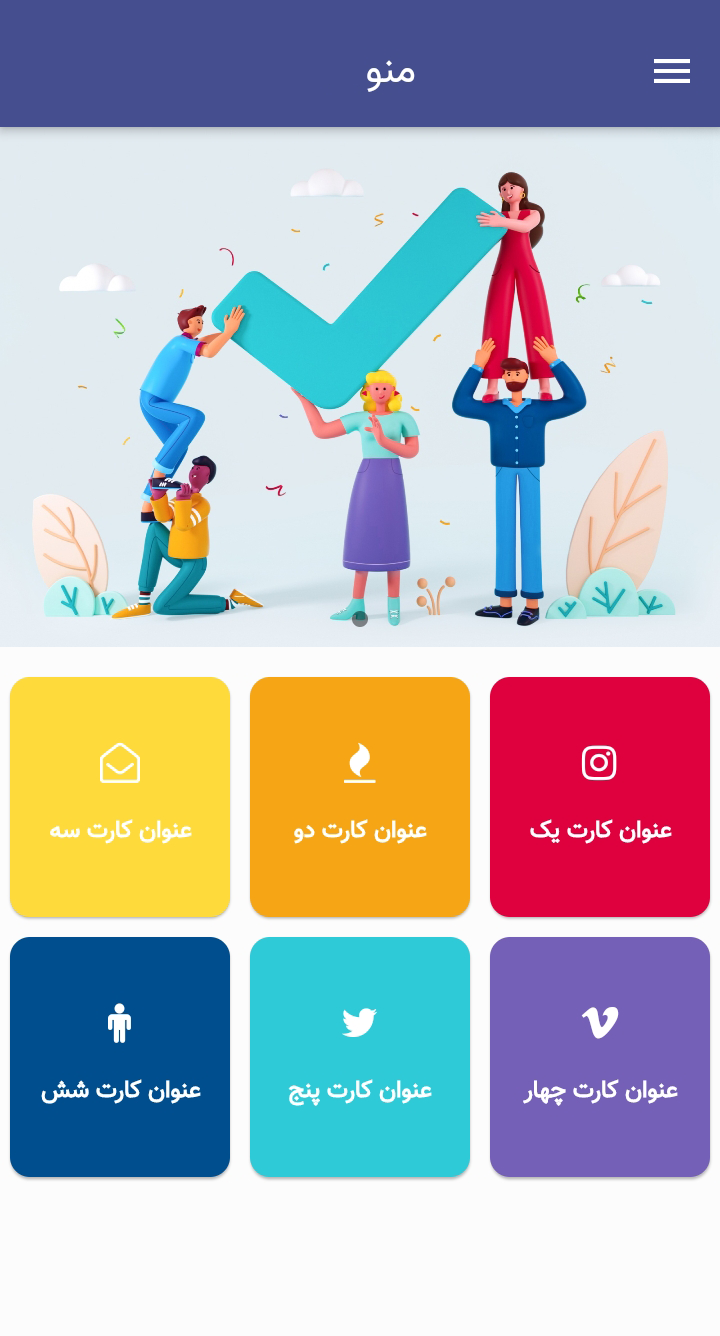 منو
عنوان کارت یک
عنوان کارت دو
عنوان کارت سه
عنوان کارت چهار
عنوان کارت پنج
عنوان کارت شش